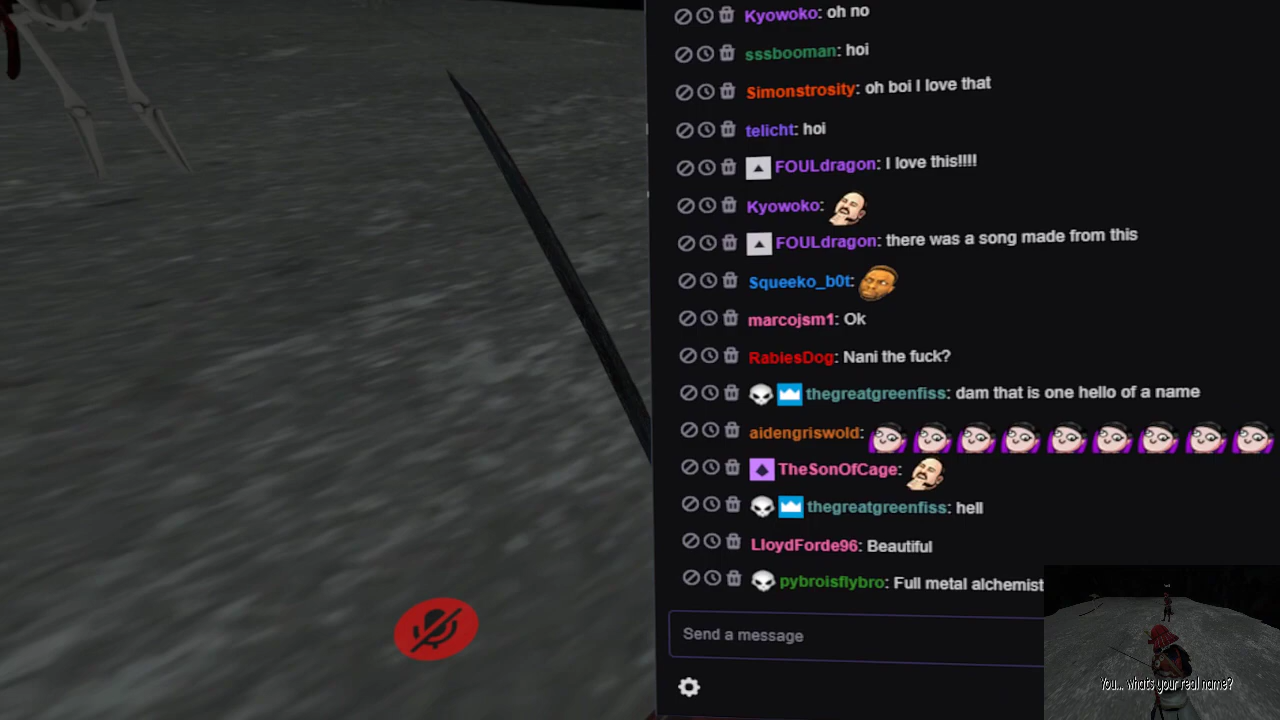 Kyowoko: oh no
sssbooman: hoi
Simonstrosity: oh boi I love that
telicht: hoi
FOULdragon: I love this!!!!
Kyowoko:
FOULdragon: there was a song made from this
Squeeko_b0t:
marcojsm1: Ok
RabiesDog: Nani the fuck?
thegreatgreenfiss: dam that is one hello of a name
aidengriswold:
TheSonOfCage:
thegreatgreenfiss: hell
LloydForde96: Beautiful
pybroisflybro: Full metal alchemist
Send a message
You... what's your real name?